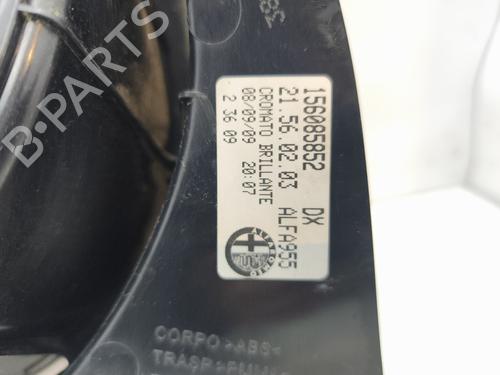 156085852 DX
21.56.02.03 ALFA955
CROMATO BRILLANTE
08/09/09 20:07
2 36 09
CORPO >ABS<